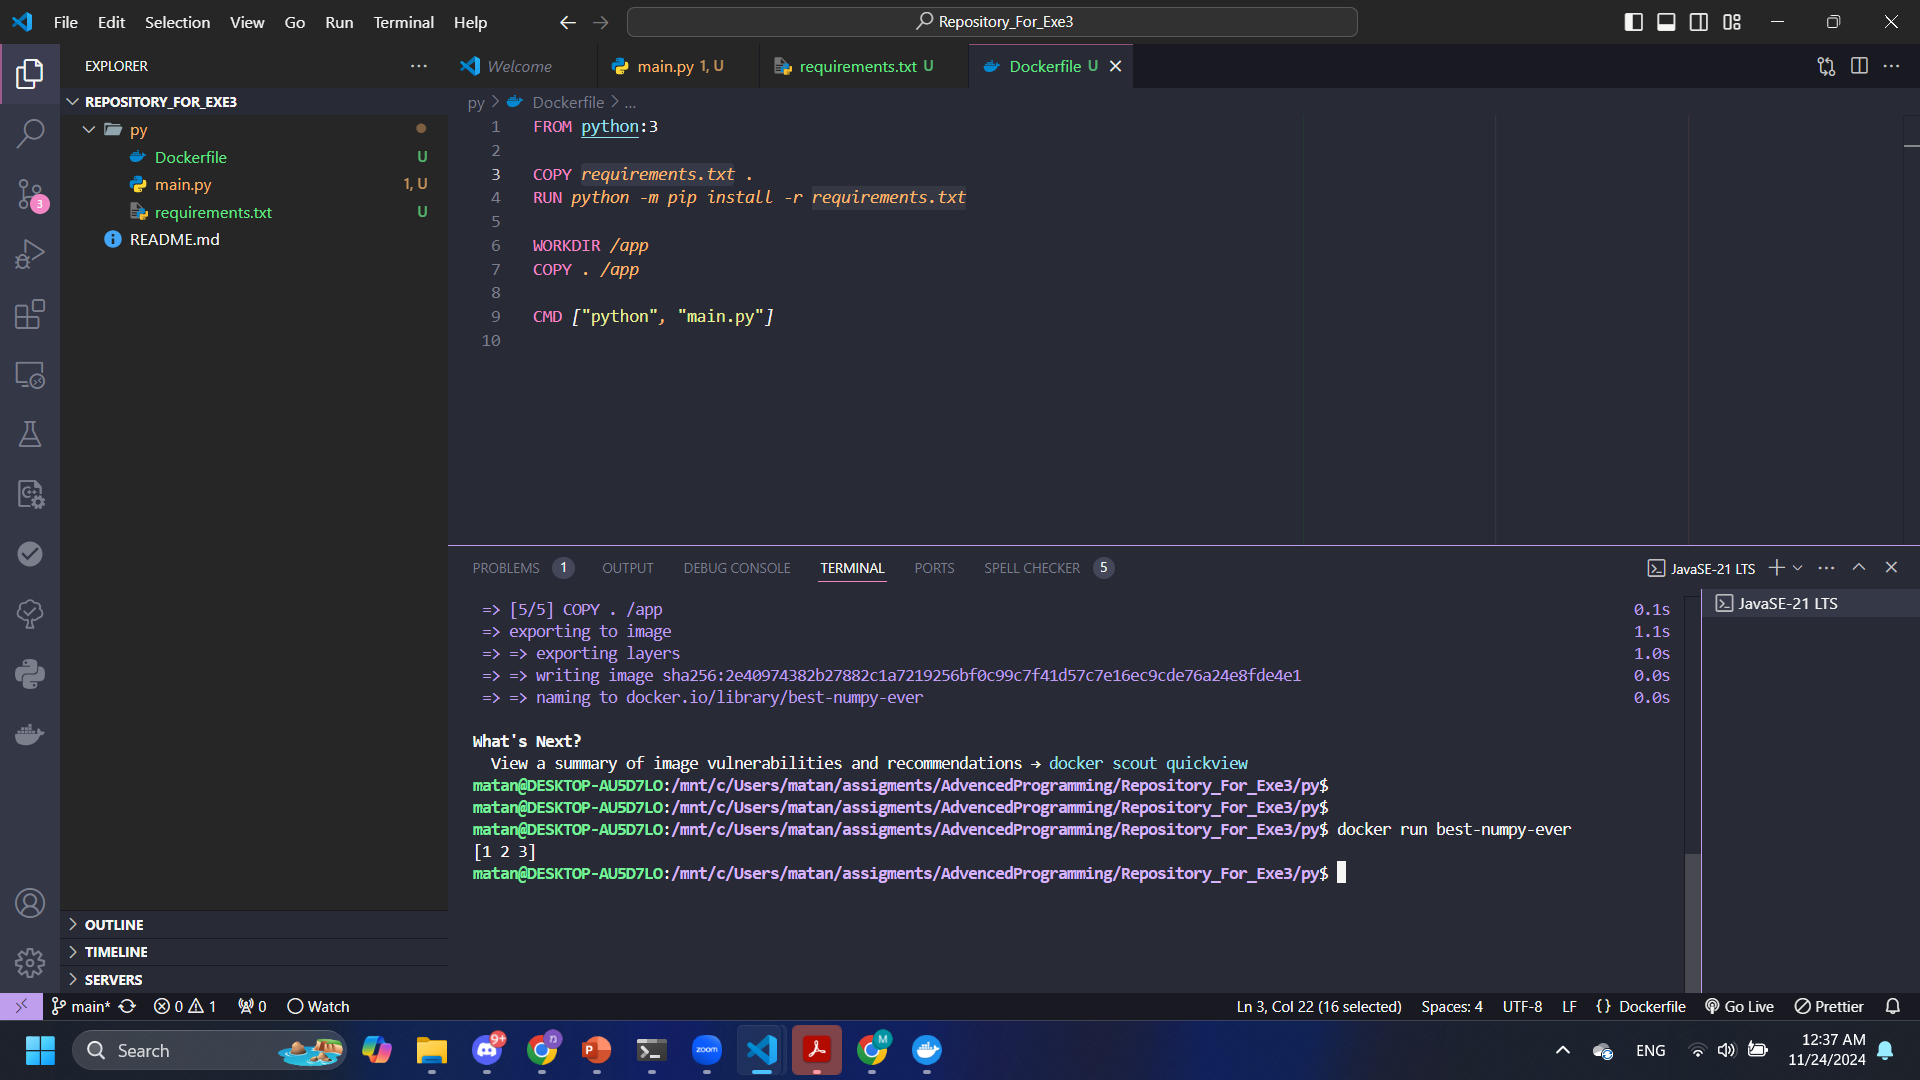 File Edit Selection View Go Run Terminal Help
Repository_For_Exe3
EXPLORER
Welcome
main.py 1, U
requirements.txt U
Dockerfile U
REPOSITORY_FOR_EXE3
py
Dockerfile U
main.py 1, U
requirements.txt U
README.md
3
py > Dockerfile > ...
1 FROM python:3
2
3 COPY requirements.txt .
4 RUN python -m pip install -r requirements.txt
5
6 WORKDIR /app
7 COPY . /app
8
9 CMD ["python", "main.py"]
10
PROBLEMS 1 OUTPUT DEBUG CONSOLE TERMINAL PORTS SPELL CHECKER 5
JavaSE-21 LTS
JavaSE-21 LTS
=> [5/5] COPY . /app 0.1s
=> exporting to image 1.1s
=> => exporting layers 1.0s
=> => writing image sha256:2e40974382b27882c1a7219256bf0c99c7f41d57c7e16ec9cde76a24e8fde4e1 0.0s
=> => naming to docker.io/library/best-numpy-ever 0.0s
What's Next?
View a summary of image vulnerabilities and recommendations → docker scout quickview
matan@DESKTOP-AU5D7LO:/mnt/c/Users/matan/assigments/AdvencedProgramming/Repository_For_Exe3/py$
matan@DESKTOP-AU5D7LO:/mnt/c/Users/matan/assigments/AdvencedProgramming/Repository_For_Exe3/py$
matan@DESKTOP-AU5D7LO:/mnt/c/Users/matan/assigments/AdvencedProgramming/Repository_For_Exe3/py$ docker run best-numpy-ever
[1 2 3]
matan@DESKTOP-AU5D7LO:/mnt/c/Users/matan/assigments/AdvencedProgramming/Repository_For_Exe3/py$
OUTLINE
TIMELINE
SERVERS
main* 0 1 0 Watch
Ln 3, Col 22 (16 selected) Spaces: 4 UTF-8 LF {} Dockerfile Go Live Prettier
Search
9+
n
P
zoom
M
ENG
12:37 AM
11/24/2024